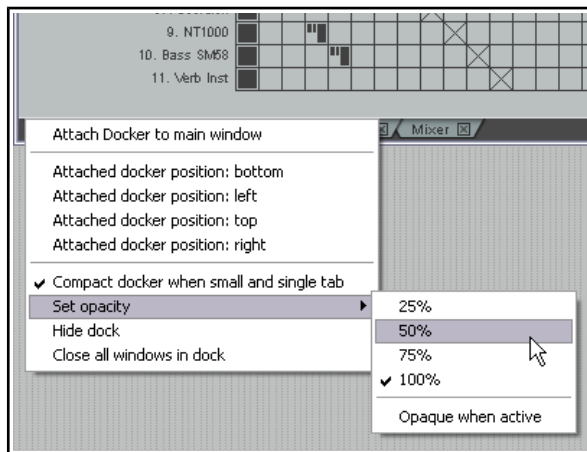 9. NT1000
10. Bass SM58
11. Verb Inst
Mixer
Attach Docker to main window
Attached docker position: bottom
Attached docker position: left
Attached docker position: top
Attached docker position: right
Compact docker when small and single tab
Set opacity
Hide dock
Close all windows in dock
25%
50%
75%
100%
Opaque when active